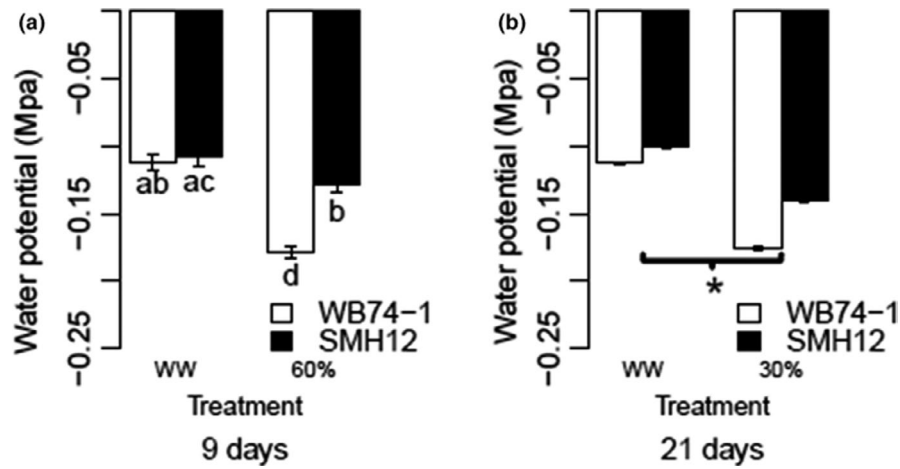 (a)
Water potential (Mpa)
−0.05
−0.15
−0.25
ab
ac
d
b
WB74−1
SMH12
WW
60%
Treatment
9 days
(b)
Water potential (Mpa)
−0.05
−0.15
−0.25
*
WB74−1
SMH12
WW
30%
Treatment
21 days